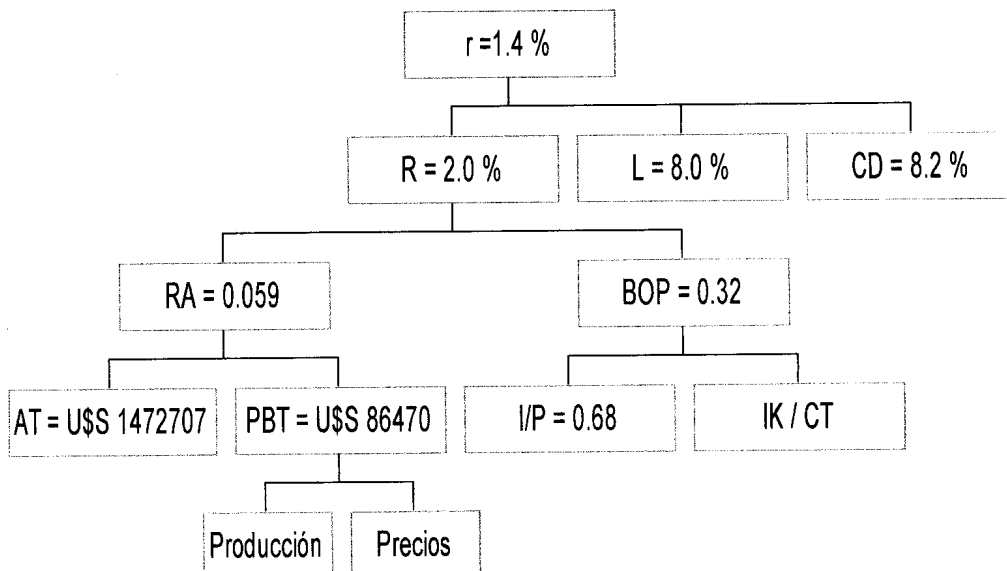 r =1.4 %
R = 2.0 %
L = 8.0 %
CD = 8.2 %
RA = 0.059
BOP = 0.32
AT = U$S 1472707
PBT = U$S 86470
I/P = 0.68
IK / CT
Producción
Precios